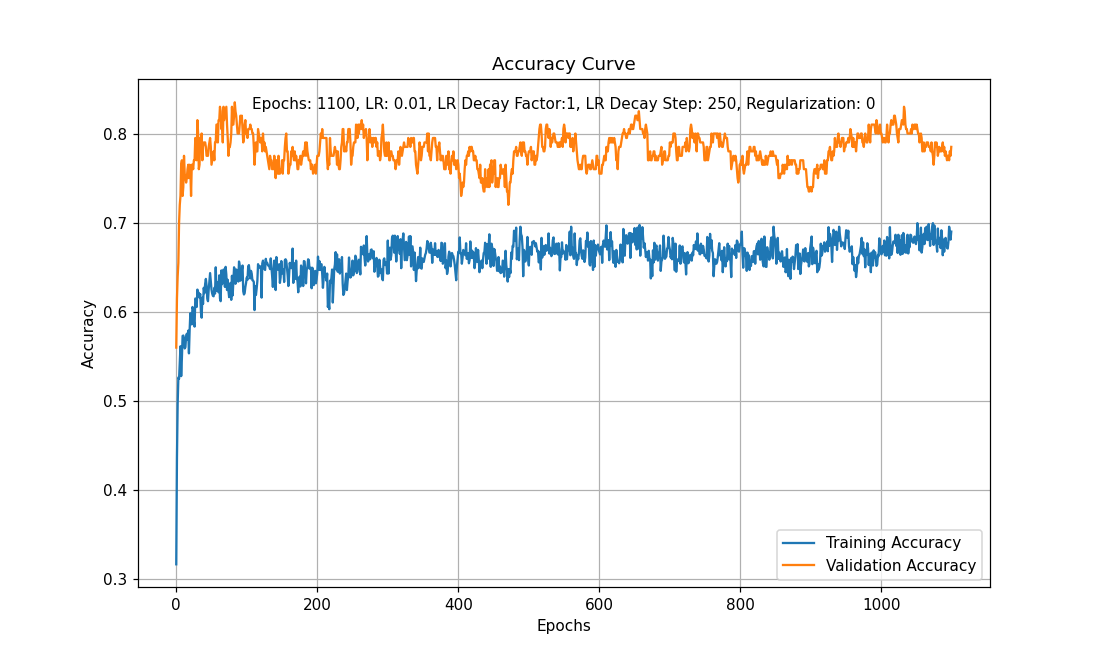 Accuracy Curve
Epochs: 1100, LR: 0.01, LR Decay Factor:1, LR Decay Step: 250, Regularization: 0
0.8
0.7
0.6
0.5
0.4
0.3
Accuracy
Training Accuracy
Validation Accuracy
0 200 400 600 800 1000
Epochs